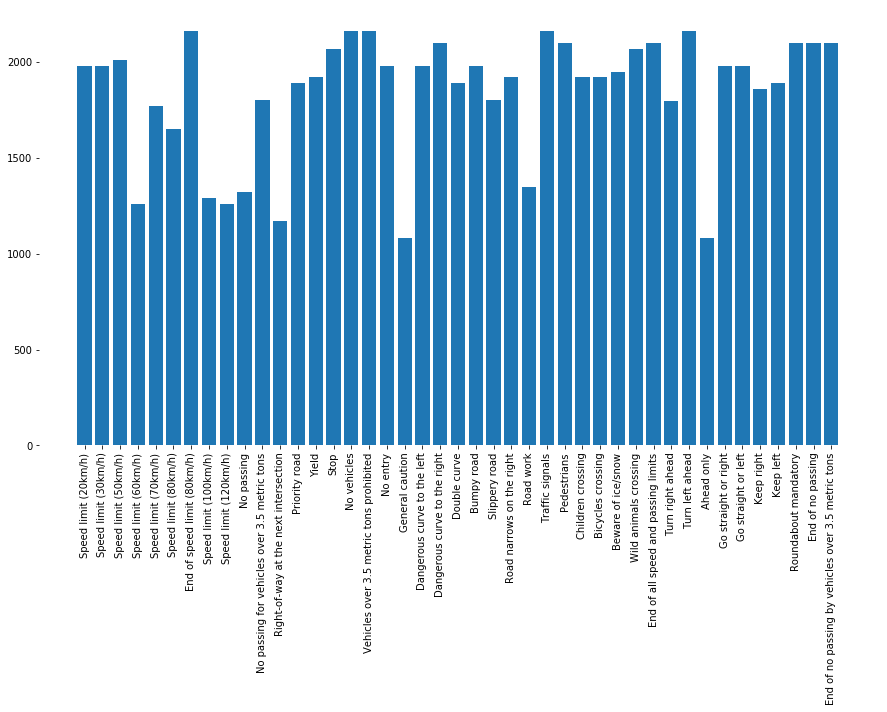 2000
1500
1000
500
0
Speed limit (20km/h)
Speed limit (30km/h)
Speed limit (50km/h)
Speed limit (60km/h)
Speed limit (70km/h)
Speed limit (80km/h)
End of speed limit (80km/h)
Speed limit (100km/h)
Speed limit (120km/h)
No passing
No passing for vehicles over 3.5 metric tons
Right-of-way at the next intersection
Priority road
Yield
Stop
No vehicles
Vehicles over 3.5 metric tons prohibited
No entry
General caution
Dangerous curve to the left
Dangerous curve to the right
Double curve
Bumpy road
Slippery road
Road narrows on the right
Road work
Traffic signals
Pedestrians
Children crossing
Bicycles crossing
Beware of ice/snow
Wild animals crossing
End of all speed and passing limits
Turn right ahead
Turn left ahead
Ahead only
Go straight or right
Go straight or left
Keep right
Keep left
Roundabout mandatory
End of no passing
End of no passing by vehicles over 3.5 metric tons